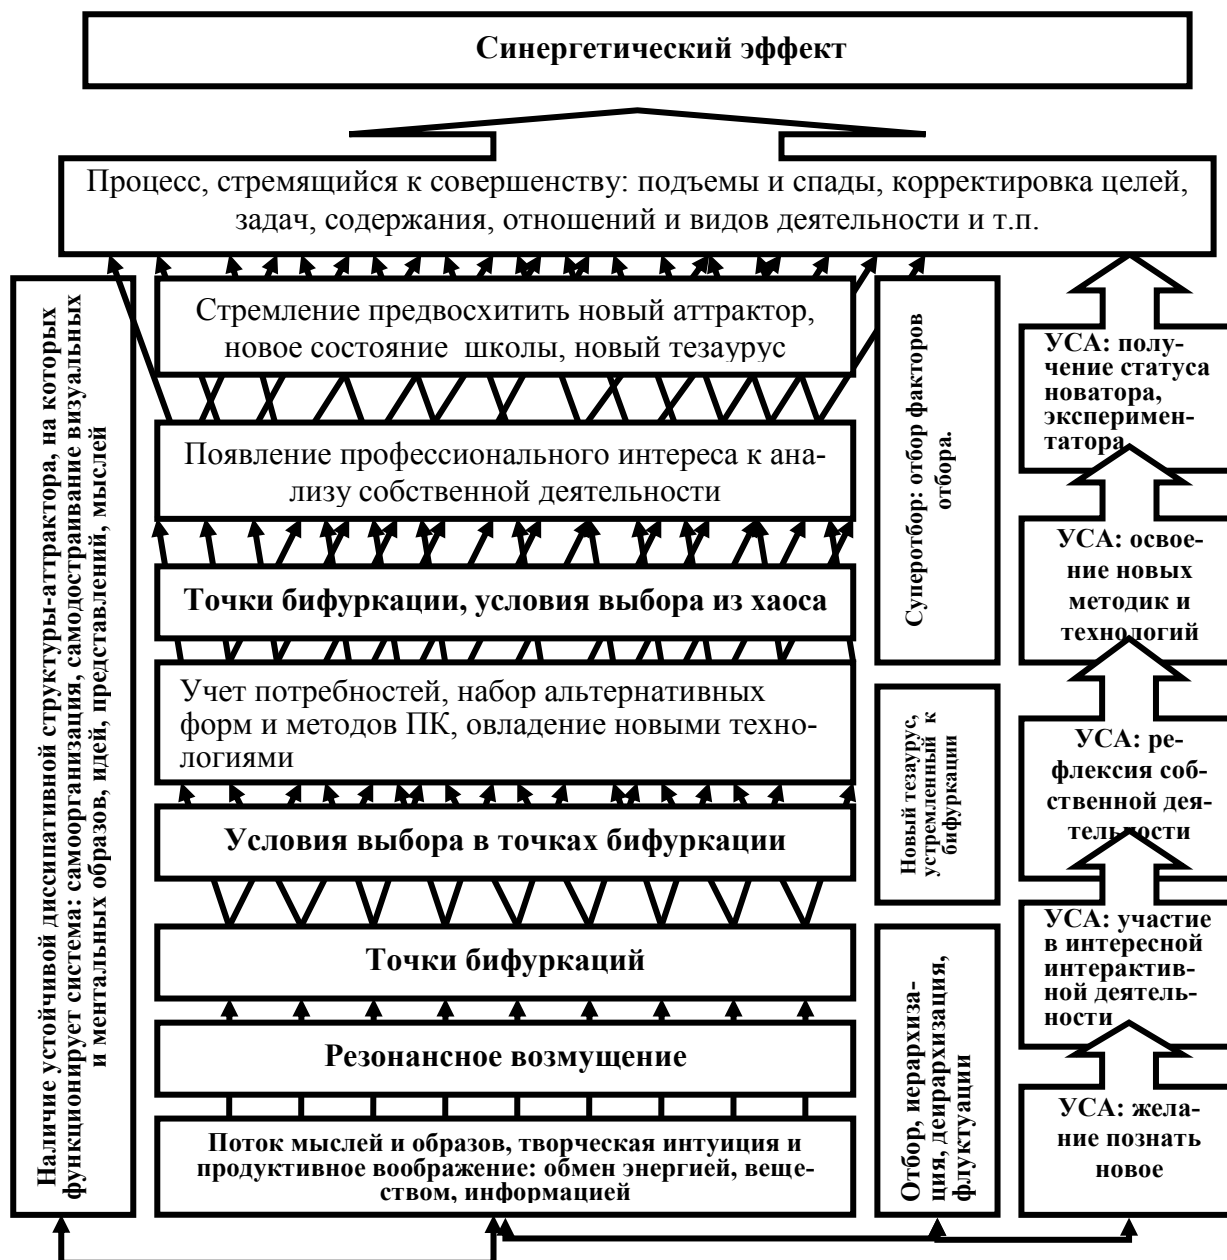 Синергетический эффект
Процесс, стремящийся к совершенству: подъемы и спады, корректировка целей,
задач, содержания, отношений и видов деятельности и т.п.
Наличие устойчивой диссипативной структуры-аттрактора, на которых
функционирует система: самоорганизация, самодостраивание визуальных
и ментальных образов, идей, представлений, мыслей
Стремление предвосхитить новый аттрактор,
новое состояние школы, новый тезаурус
Появление профессионального интереса к ана-
лизу собственной деятельности
Точки бифуркации, условия выбора из хаоса
Учет потребностей, набор альтернативных
форм и методов ПК, овладение новыми техно-
логиями
Условия выбора в точках бифуркации
Точки бифуркаций
Резонансное возмущение
Поток мыслей и образов, творческая интуиция и
продуктивное воображение: обмен энергией, веще-
ством, информацией
Суперотбор: отбор факторов
отбора.
Новый тезаурус,
устремленный к
бифуркации
Отбор, иерархиза-
ция, деирархизация,
флуктуации
УСА: полу-
чение статуса
новатора,
эксперимен-
татора
УСА: освое-
ние новых
методик и
технологий
УСА: ре-
флексия соб-
ственной дея-
тельности
УСА: участие
в интересной
интерактив-
ной деятель-
ности
УСА: жела-
ние познать
новое